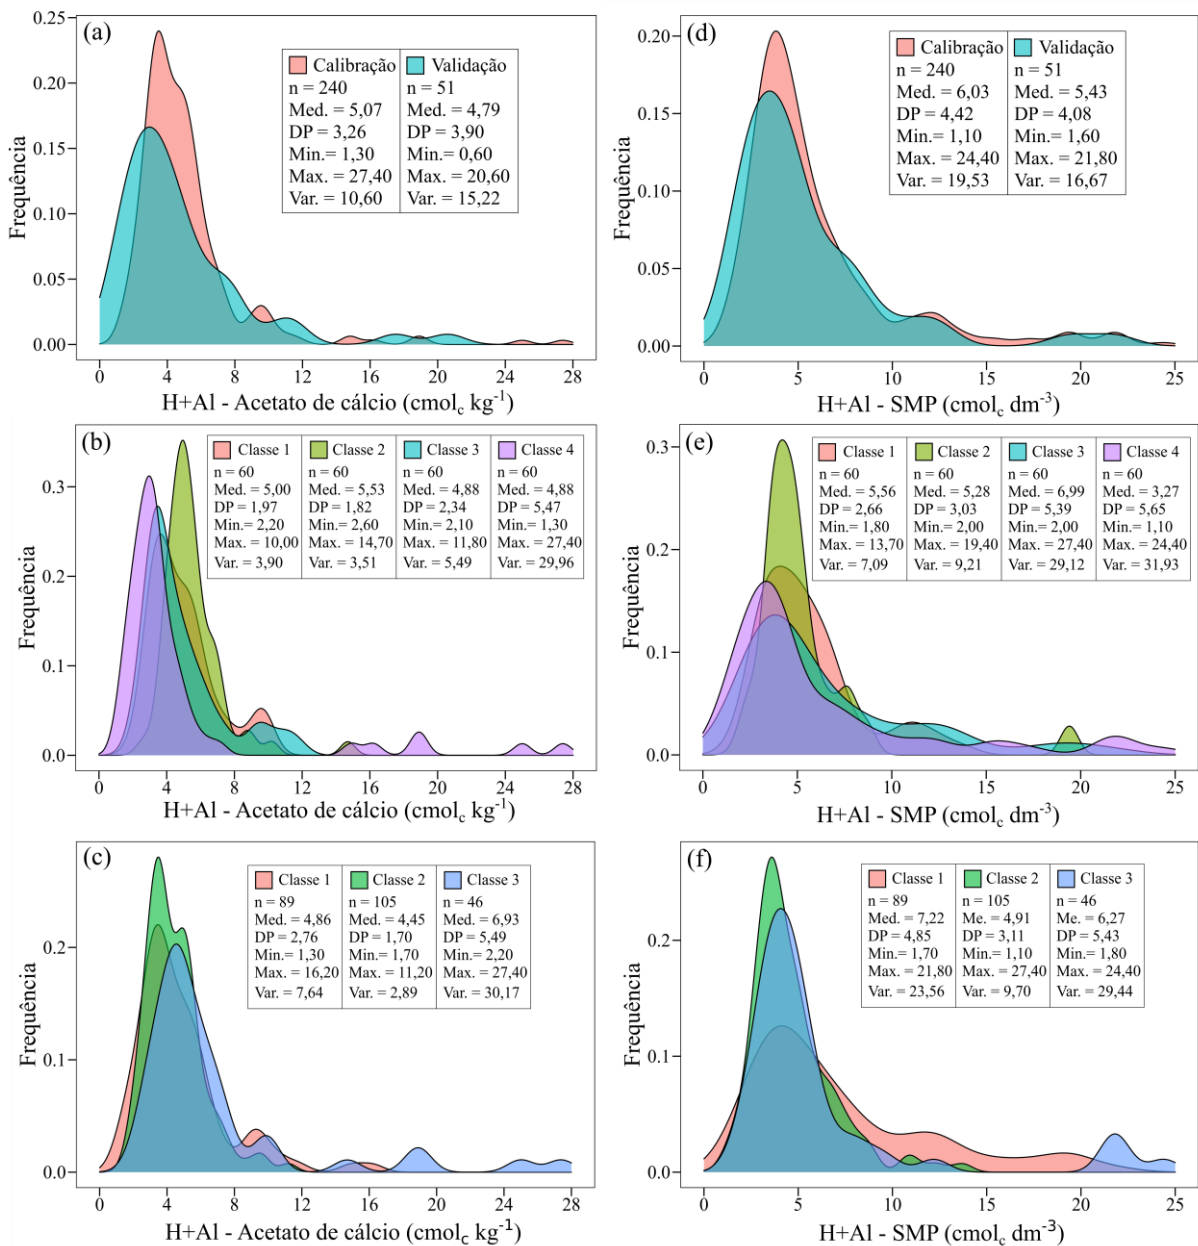 (a)
0.25
0.20
0.15
0.10
0.05
0.00
Frequência
Calibração Validação
n = 240 n = 51
Med. = 5,07 Med. = 4,79
DP = 3,26 DP = 3,90
Min.= 1,30 Min.= 0,60
Max. = 27,40 Max. = 20,60
Var. = 10,60 Var. = 15,22
0 4 8 12 16 20 24 28
H+Al - Acetato de cálcio (cmolc kg-1)
(d)
0.20
0.15
0.10
0.05
0.00
Frequência
Calibração Validação
n = 240 n = 51
Med. = 6,03 Med. = 5,43
DP = 4,42 DP = 4,08
Min.= 1,10 Min.= 1,60
Max. = 24,40 Max. = 21,80
Var. = 19,53 Var. = 16,67
0 5 10 15 20 25
H+Al - SMP (cmolc dm-3)
(b)
0.3
0.2
0.1
0.0
Frequência
Classe 1 Classe 2 Classe 3 Classe 4
n = 60 n = 60 n = 60 n = 60
Med. = 5,00 Med. = 5,53 Med. = 4,88 Med. = 4,88
DP = 1,97 DP = 1,82 DP = 2,34 DP = 5,47
Min.= 2,20 Min.= 2,60 Min.= 2,10 Min.= 1,30
Max. = 10,00 Max. = 14,70 Max. = 11,80 Max. = 27,40
Var. = 3,90 Var. = 3,51 Var. = 5,49 Var. = 29,96
0 4 8 12 16 20 24 28
H+Al - Acetato de cálcio (cmolc kg-1)
(e)
0.3
0.2
0.1
0.0
Frequência
Classe 1 Classe 2 Classe 3 Classe 4
n = 60 n = 60 n = 60 n = 60
Med. = 5,56 Med. = 5,28 Med. = 6,99 Med. = 3,27
DP = 2,66 DP = 3,03 DP = 5,39 DP = 5,65
Min.= 1,80 Min.= 2,00 Min.= 2,00 Min.= 1,10
Max. = 13,70 Max. = 19,40 Max. = 27,40 Max. = 24,40
Var. = 7,09 Var. = 9,21 Var. = 29,12 Var. = 31,93
0 5 10 15 20 25
H+Al - SMP (cmolc dm-3)
(c)
0.2
0.1
0.0
Frequência
Classe 1 Classe 2 Classe 3
n = 89 n = 105 n = 46
Med. = 4,86 Med. = 4,45 Med. = 6,93
DP = 2,76 DP = 1,70 DP = 5,49
Min.= 1,30 Min.= 1,70 Min.= 2,20
Max. = 16,20 Max. = 11,20 Max. = 27,40
Var. = 7,64 Var. = 2,89 Var. = 30,17
0 4 8 12 16 20 24 28
H+Al - Acetato de cálcio (cmolc kg-1)
(f)
0.2
0.1
0.0
Frequência
Classe 1 Classe 2 Classe 3
n = 89 n = 105 n = 46
Med. = 7,22 Me. = 4,91 Me. = 6,27
DP = 4,85 DP = 3,11 DP = 5,43
Min.= 1,70 Min.= 1,10 Min.= 1,80
Max. = 21,80 Max. = 27,40 Max. = 24,40
Var. = 23,56 Var. = 9,70 Var. = 29,44
0 5 10 15 20 25
H+Al - SMP (cmolc dm-3)